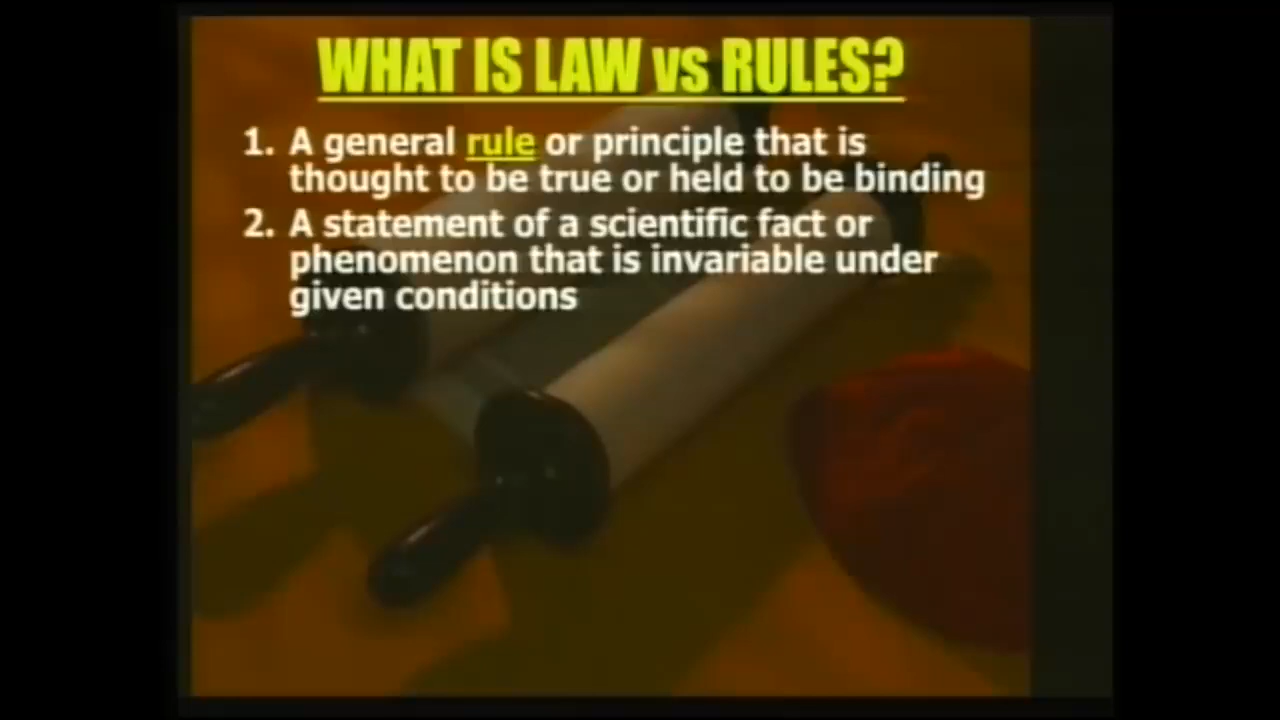 WHAT IS LAW vs RULES?
1. A general rule or principle that is
thought to be true or held to be binding
2. A statement of a scientific fact or
phenomenon that is invariable under
given conditions